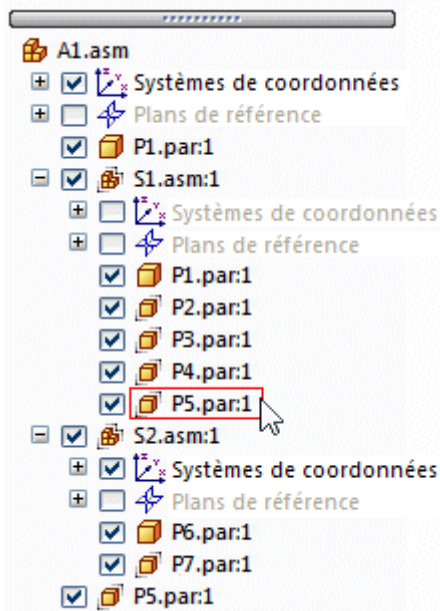 A1.asm
Systèmes de coordonnées
Plans de référence
P1.par:1
S1.asm:1
Systèmes de coordonnées
Plans de référence
P1.par:1
P2.par:1
P3.par:1
P4.par:1
P5.par:1
S2.asm:1
Systèmes de coordonnées
Plans de référence
P6.par:1
P7.par:1
P5.par:1